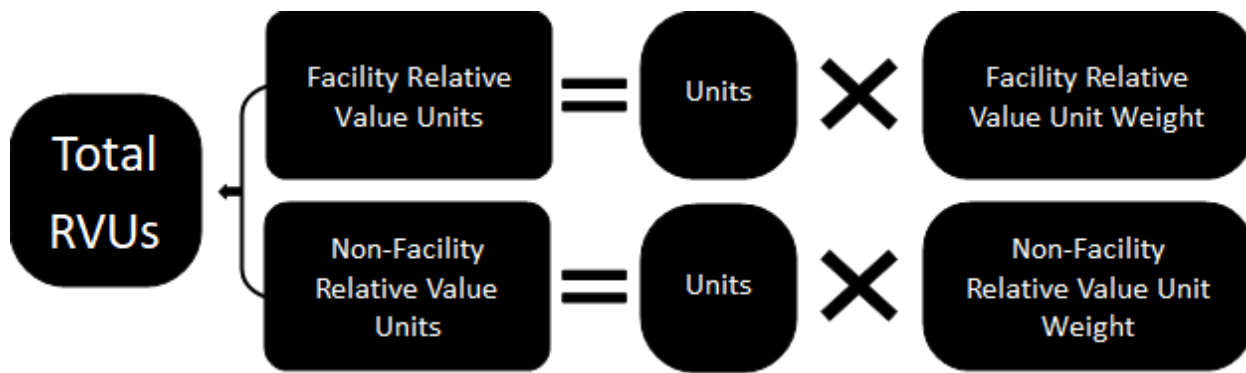 Total
RVUs
Facility Relative
Value Units
=
Units
×
Facility Relative
Value Unit Weight
Non-Facility
Relative Value
Units
=
Units
×
Non-Facility
Relative Value Unit
Weight